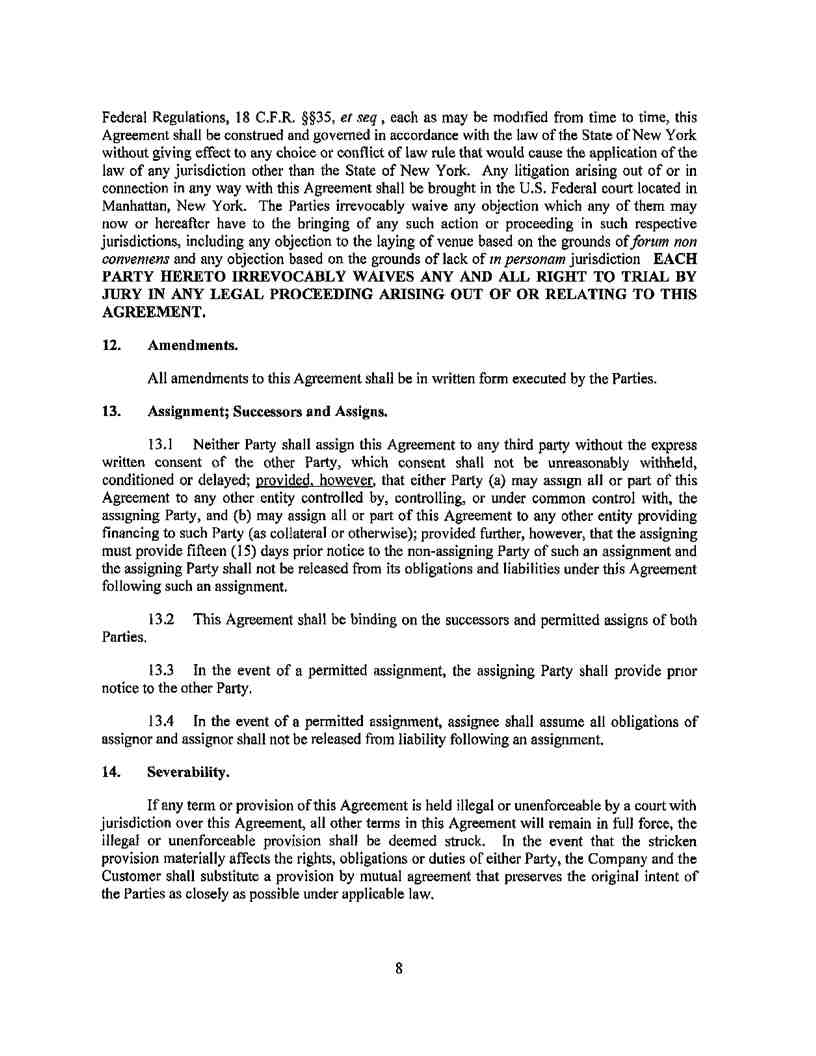 Federal Regulations, 18 C.F.R. §§35, et seq , each as may be modified from time to time, this
Agreement shall be construed and governed in accordance with the law of the State of New York
without giving effect to any choice or conflict of law rule that would cause the application of the
law of any jurisdiction other than the State of New York. Any litigation arising out of or in
connection in any way with this Agreement shall be brought in the U.S. Federal court located in
Manhattan, New York. The Parties irrevocably waive any objection which any of them may
now or hereafter have to the bringing of any such action or proceeding in such respective
jurisdictions, including any objection to the laying of venue based on the grounds of forum non
conveniens and any objection based on the grounds of lack of in personam jurisdiction EACH
PARTY HERETO IRREVOCABLY WAIVES ANY AND ALL RIGHT TO TRIAL BY
JURY IN ANY LEGAL PROCEEDING ARISING OUT OF OR RELATING TO THIS
AGREEMENT.
12. Amendments.
All amendments to this Agreement shall be in written form executed by the Parties.
13. Assignment; Successors and Assigns.
13.1 Neither Party shall assign this Agreement to any third party without the express
written consent of the other Party, which consent shall not be unreasonably withheld,
conditioned or delayed; provided, however, that either Party (a) may assign all or part of this
Agreement to any other entity controlled by, controlling, or under common control with, the
assigning Party, and (b) may assign all or part of this Agreement to any other entity providing
financing to such Party (as collateral or otherwise); provided further, however, that the assigning
must provide fifteen (15) days prior notice to the non-assigning Party of such an assignment and
the assigning Party shall not be released from its obligations and liabilities under this Agreement
following such an assignment.
13.2 This Agreement shall be binding on the successors and permitted assigns of both
Parties.
13.3 In the event of a permitted assignment, the assigning Party shall provide prior
notice to the other Party.
13.4 In the event of a permitted assignment, assignee shall assume all obligations of
assignor and assignor shall not be released from liability following an assignment.
14. Severability.
If any term or provision of this Agreement is held illegal or unenforceable by a court with
jurisdiction over this Agreement, all other terms in this Agreement will remain in full force, the
illegal or unenforceable provision shall be deemed struck. In the event that the stricken
provision materially affects the rights, obligations or duties of either Party, the Company and the
Customer shall substitute a provision by mutual agreement that preserves the original intent of
the Parties as closely as possible under applicable law.
8